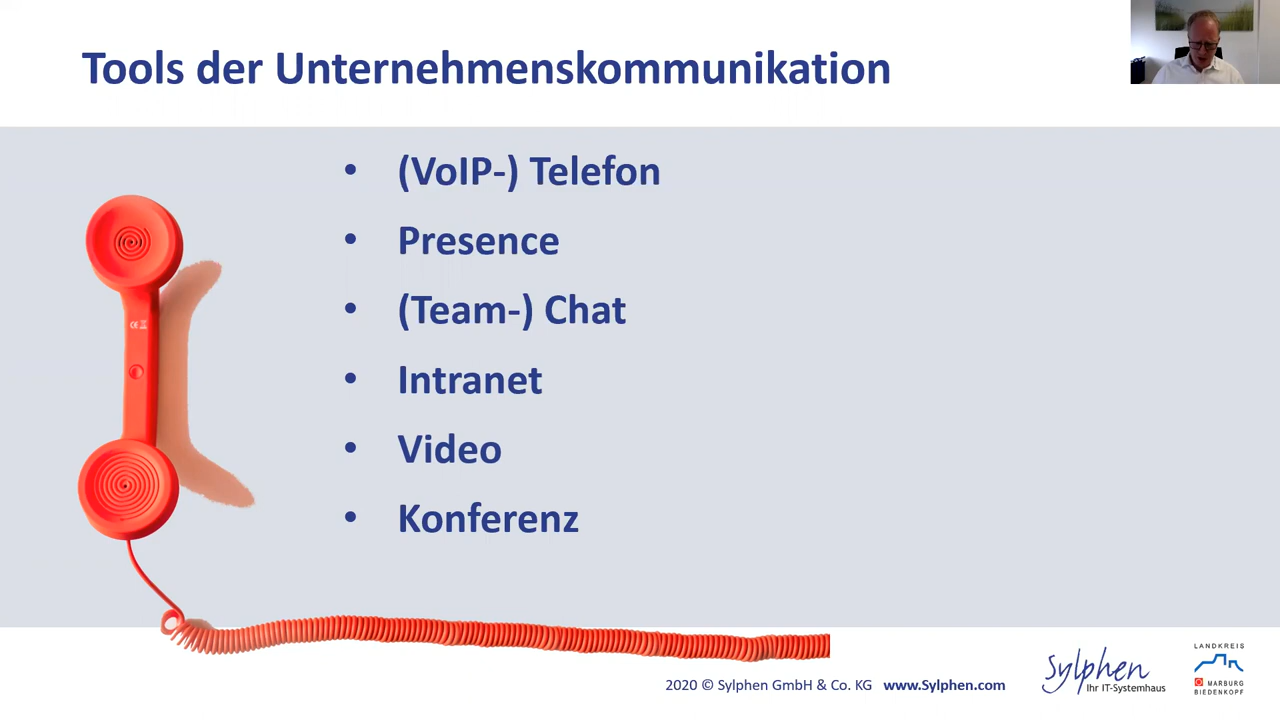 Tools der Unternehmenskommunikation
• (VoIP-) Telefon
• Presence
• (Team-) Chat
• Intranet
• Video
• Konferenz
2020 © Sylphen GmbH & Co. KG www.Sylphen.com
Sylphen
Ihr IT-Systemhaus
LANDKREIS
MARBURG
BIEDENKOPF